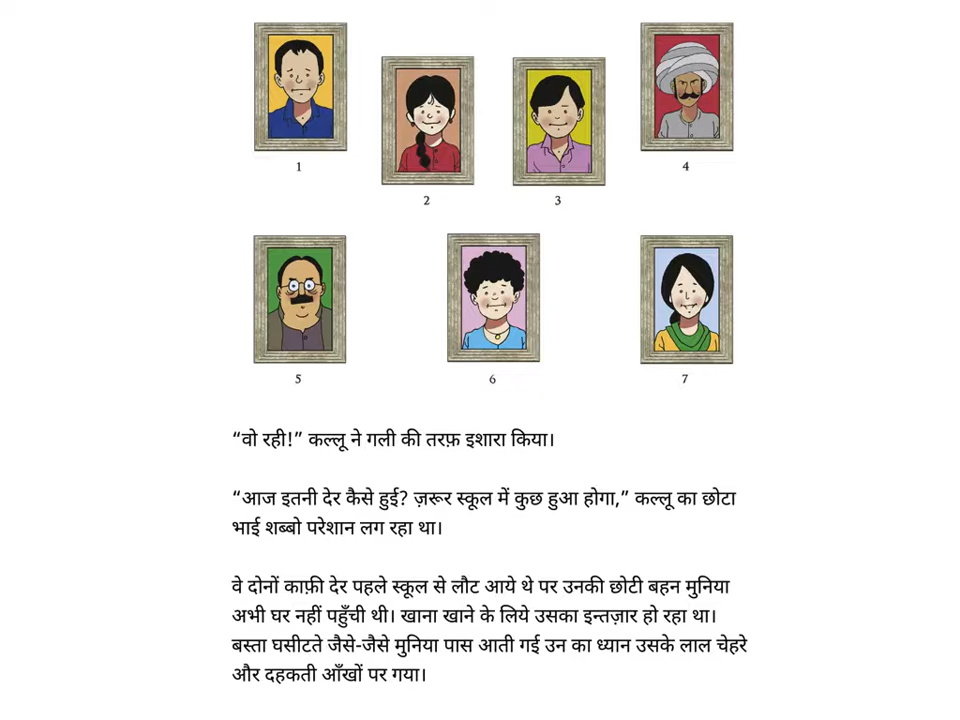 1
2
3
4
5
6
7
“वो रही!” कल्लू ने गली की तरफ़ इशारा किया।
“आज इतनी देर कैसे हुई? ज़रूर स्कूल में कुछ हुआ होगा,” कल्लू का छोटा
भाई शब्बो परेशान लग रहा था।
वे दोनों काफ़ी देर पहले स्कूल से लौट आये थे पर उनकी छोटी बहन मुनिया
अभी घर नहीं पहुँची थी। खाना खाने के लिये उसका इन्तज़ार हो रहा था।
बस्ता घसीटते जैसे-जैसे मुनिया पास आती गई उन का ध्यान उसके लाल चेहरे
और दहकती आँखों पर गया।